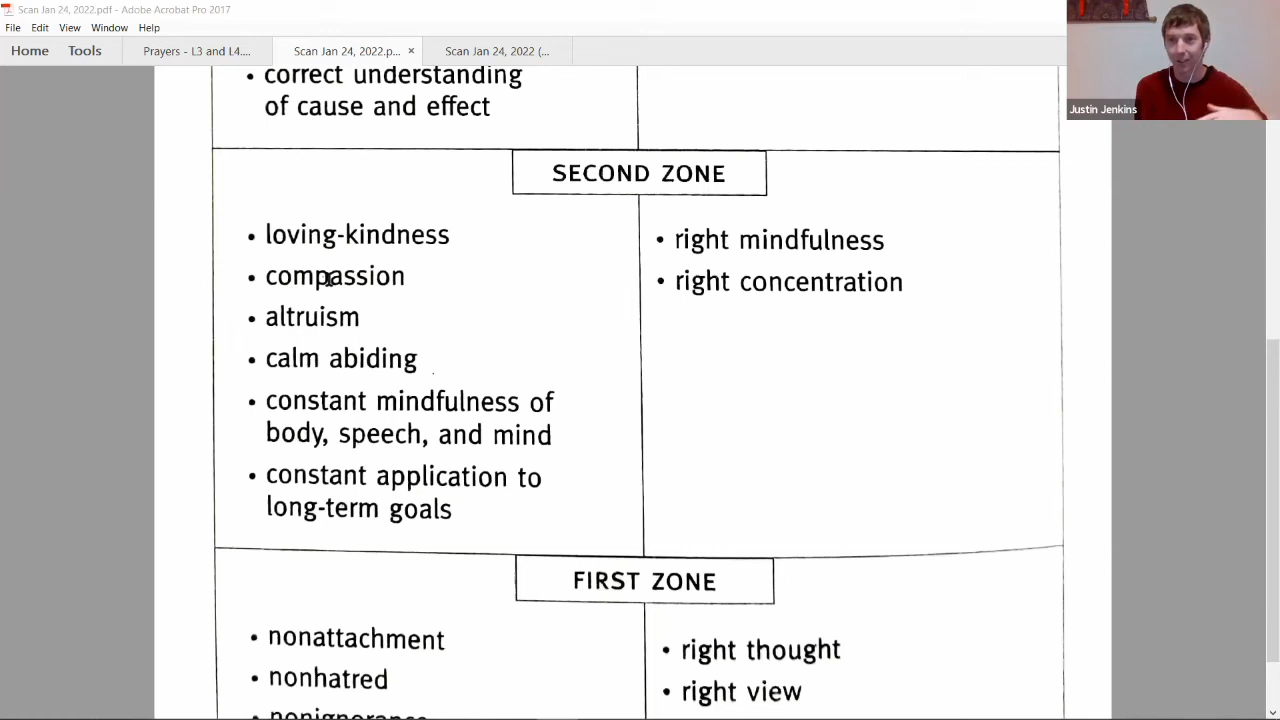 Scan Jan 24, 2022.pdf - Adobe Acrobat Pro 2017
File Edit View Window Help
Home Tools Prayers - L3 and L4.... Scan Jan 24, 2022.p... × Scan Jan 24, 2022 (...
Justin Jenkins
• correct understanding
of cause and effect
SECOND ZONE
• loving-kindness
• compassion
• altruism
• calm abiding
• constant mindfulness of
body, speech, and mind
• constant application to
long-term goals
• right mindfulness
• right concentration
FIRST ZONE
• nonattachment
• nonhatred
• nonignorance
• right thought
• right view